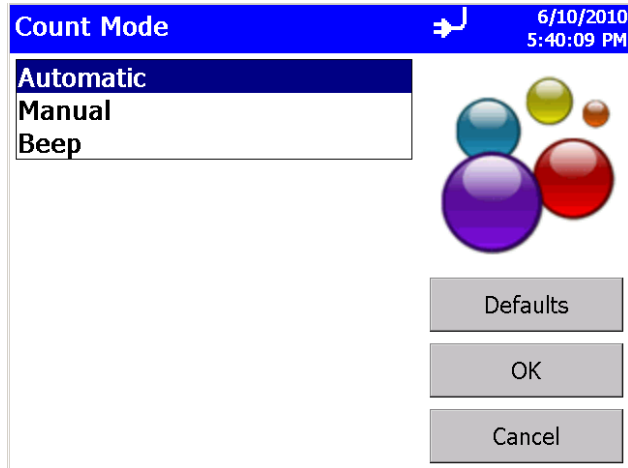 Count Mode
6/10/2010
5:40:09 PM
Automatic
Manual
Beep
Defaults
OK
Cancel